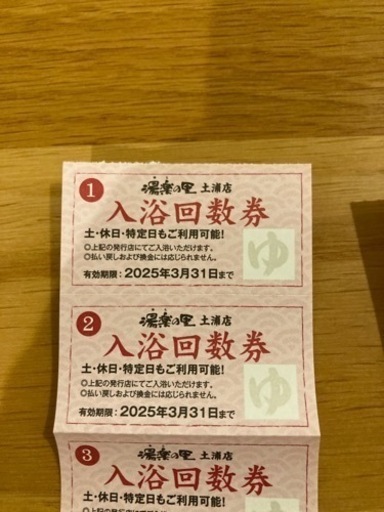 1
湯楽の里 土浦店
入浴回数券
土・休日・特定日もご利用可能!
○上記の発行店にてご入浴いただけます。
○払い戻しおよび換金には応じられません。
有効期限:2025年3月31日まで
ゆ
2
湯楽の里 土浦店
入浴回数券
土・休日・特定日もご利用可能!
○上記の発行店にてご入浴いただけます。
○払い戻しおよび換金には応じられません。
有効期限:2025年3月31日まで
ゆ
3
湯楽の里 土浦店
入浴回数券
土・休日・特定日もご利用可能!